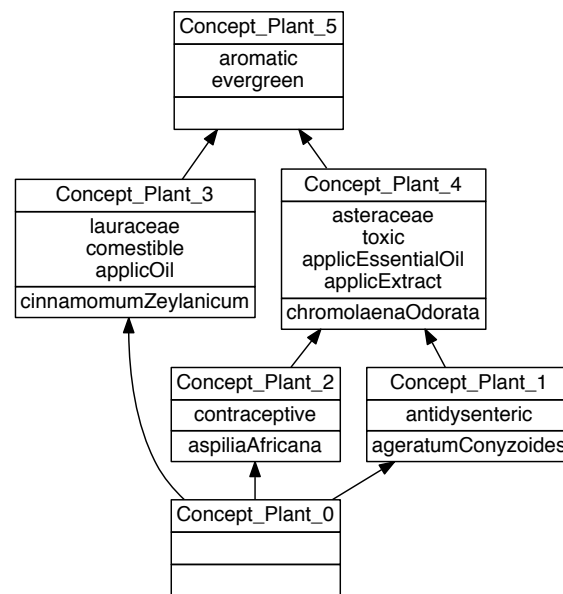 Concept_Plant_5
aromatic
evergreen
Concept_Plant_3
lauraceae
comestible
applicOil
cinnamomumZeylanicum
Concept_Plant_4
asteraceae
toxic
applicEssentialOil
applicExtract
chromolaenaOdorata
Concept_Plant_2
contraceptive
aspiliaAfricana
Concept_Plant_1
antidysenteric
ageratumConyzoides
Concept_Plant_0